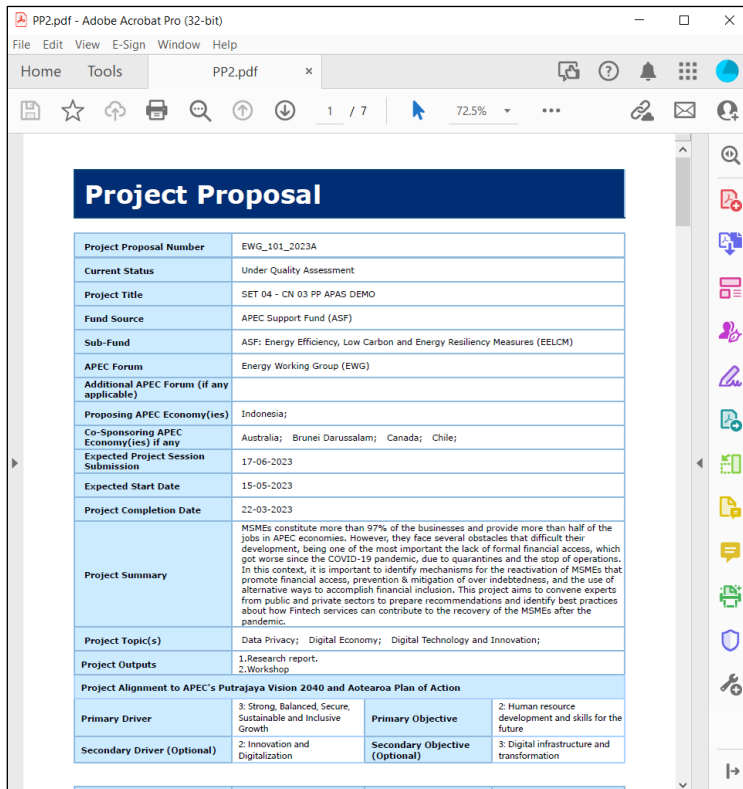 PP2.pdf - Adobe Acrobat Pro (32-bit)
File Edit View E-Sign Window Help
Home Tools PP2.pdf ×
1 / 7 72.5%
Project Proposal
Project Proposal Number EWG_101_2023A
Current Status Under Quality Assessment
Project Title SET 04 - CN 03 PP APAS DEMO
Fund Source APEC Support Fund (ASF)
Sub-Fund ASF: Energy Efficiency, Low Carbon and Energy Resiliency Measures (EELCM)
APEC Forum Energy Working Group (EWG)
Additional APEC Forum (if any
applicable)
Proposing APEC Economy(ies) Indonesia;
Co-Sponsoring APEC
Economy(ies) if any
Australia; Brunei Darussalam; Canada; Chile;
Expected Project Session
Submission
17-06-2023
Expected Start Date 15-05-2023
Project Completion Date 22-03-2023
Project Summary
MSMEs constitute more than 97% of the businesses and provide more than half of the
jobs in APEC economies. However, they face several obstacles that difficult their
development, being one of the most important the lack of formal financial access, which
got worse since the COVID-19 pandemic, due to quarantines and the stop of operations.
In this context, it is important to identify mechanisms for the reactivation of MSMEs that
promote financial access, prevention & mitigation of over indebtedness, and the use of
alternative ways to accomplish financial inclusion. This project aims to convene experts
from public and private sectors to prepare recommendations and identify best practices
about how Fintech services can contribute to the recovery of the MSMEs after the
pandemic.
Project Topic(s) Data Privacy; Digital Economy; Digital Technology and Innovation;
Project Outputs
1.Research report.
2.Workshop
Project Alignment to APEC's Putrajaya Vision 2040 and Aotearoa Plan of Action
Primary Driver
3: Strong, Balanced, Secure,
Sustainable and Inclusive
Growth
Primary Objective
2: Human resource
development and skills for the
future
Secondary Driver (Optional)
2: Innovation and
Digitalization
Secondary Objective
(Optional)
3: Digital infrastructure and
transformation